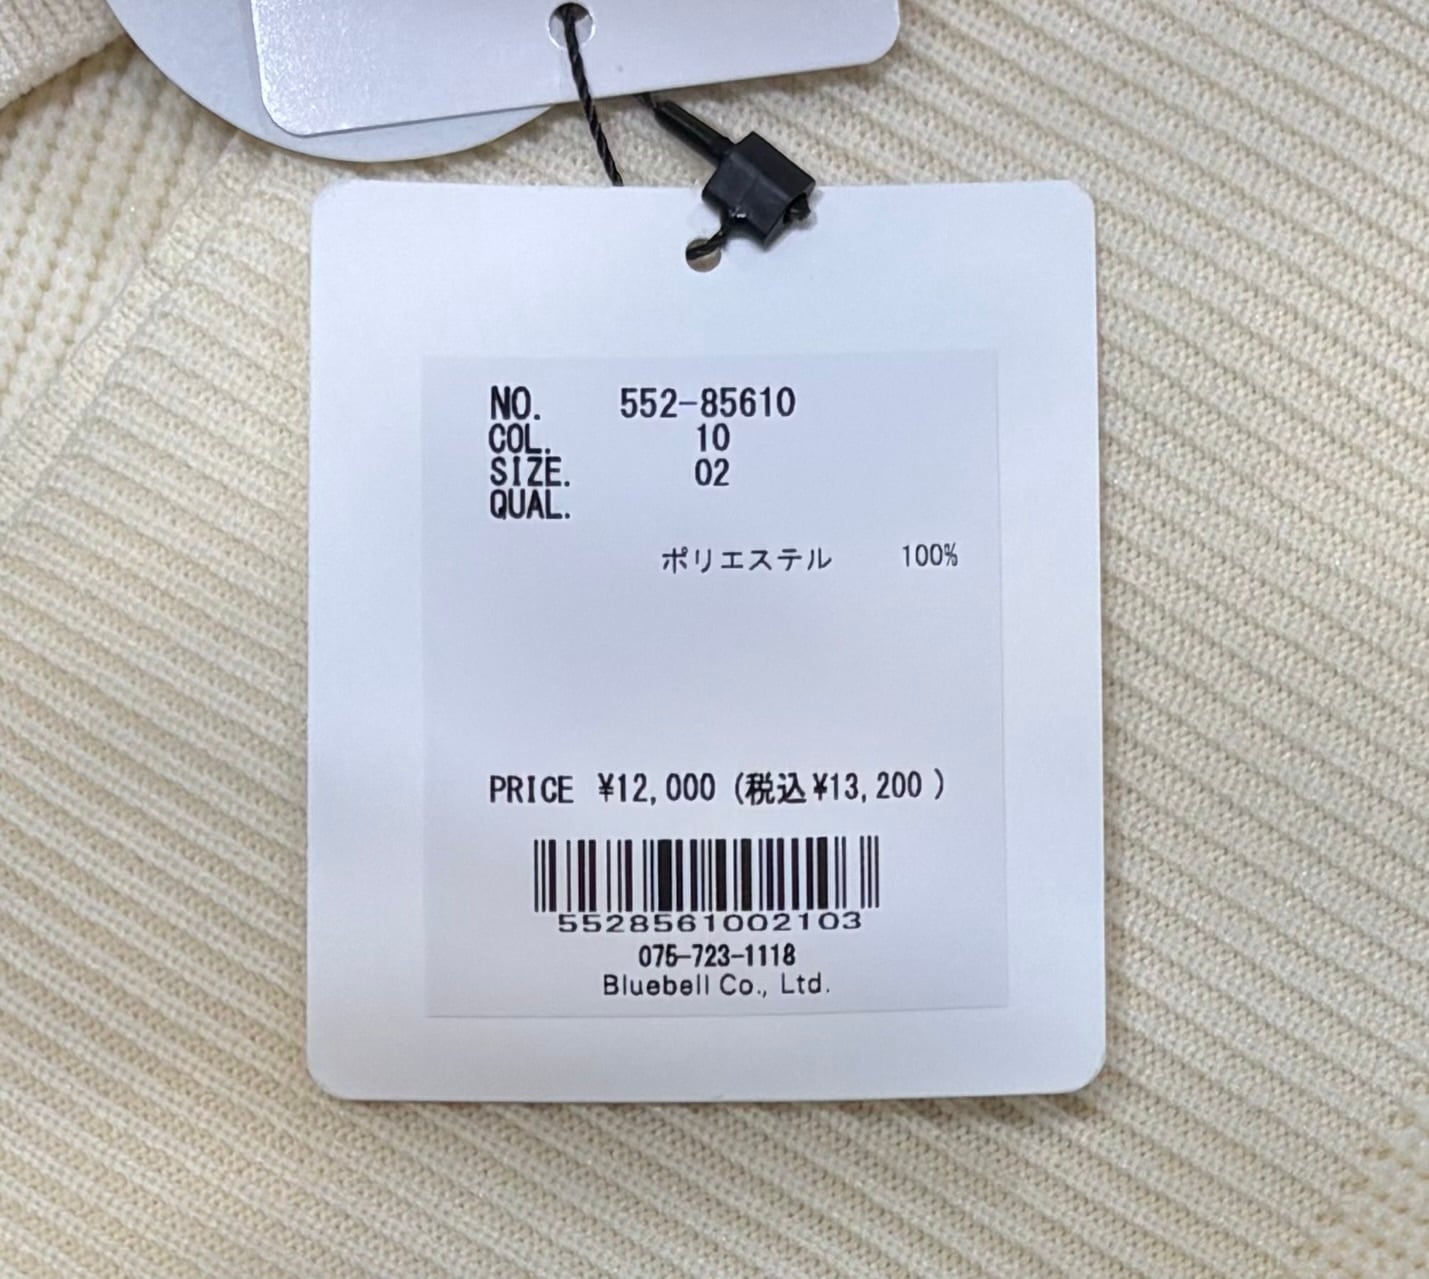 NO. 552-85610
COL. 10
SIZE. 02
QUAL.
ポリエステル 100%
PRICE ¥12,000 (税込¥13,200 )
5528561002103
075-723-1118
Bluebell Co., Ltd.